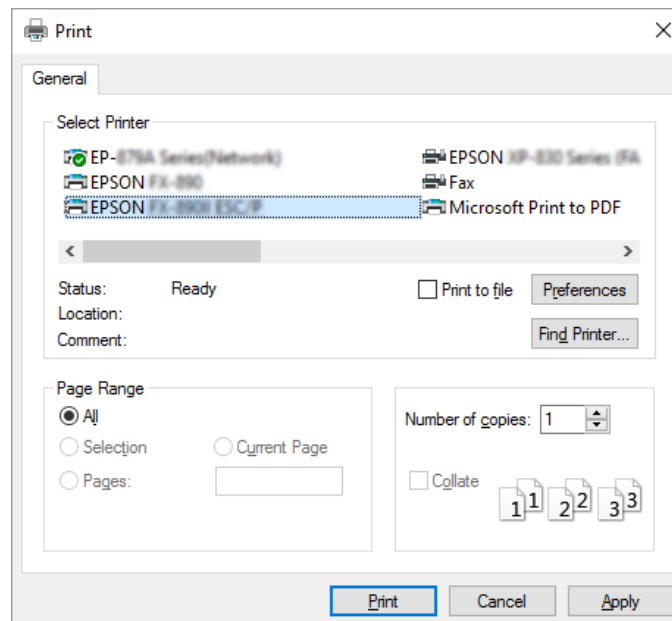 Print
General
Select Printer
EP-
EPSON
EPSON
EPSON
Fax
Microsoft Print to PDF
Status: Ready
Location:
Comment:
Print to file
Preferences
Find Printer...
Page Range
All
Selection
Current Page
Pages:
Number of copies: 1
Collate
1 1 2 2 3 3
Print Cancel Apply